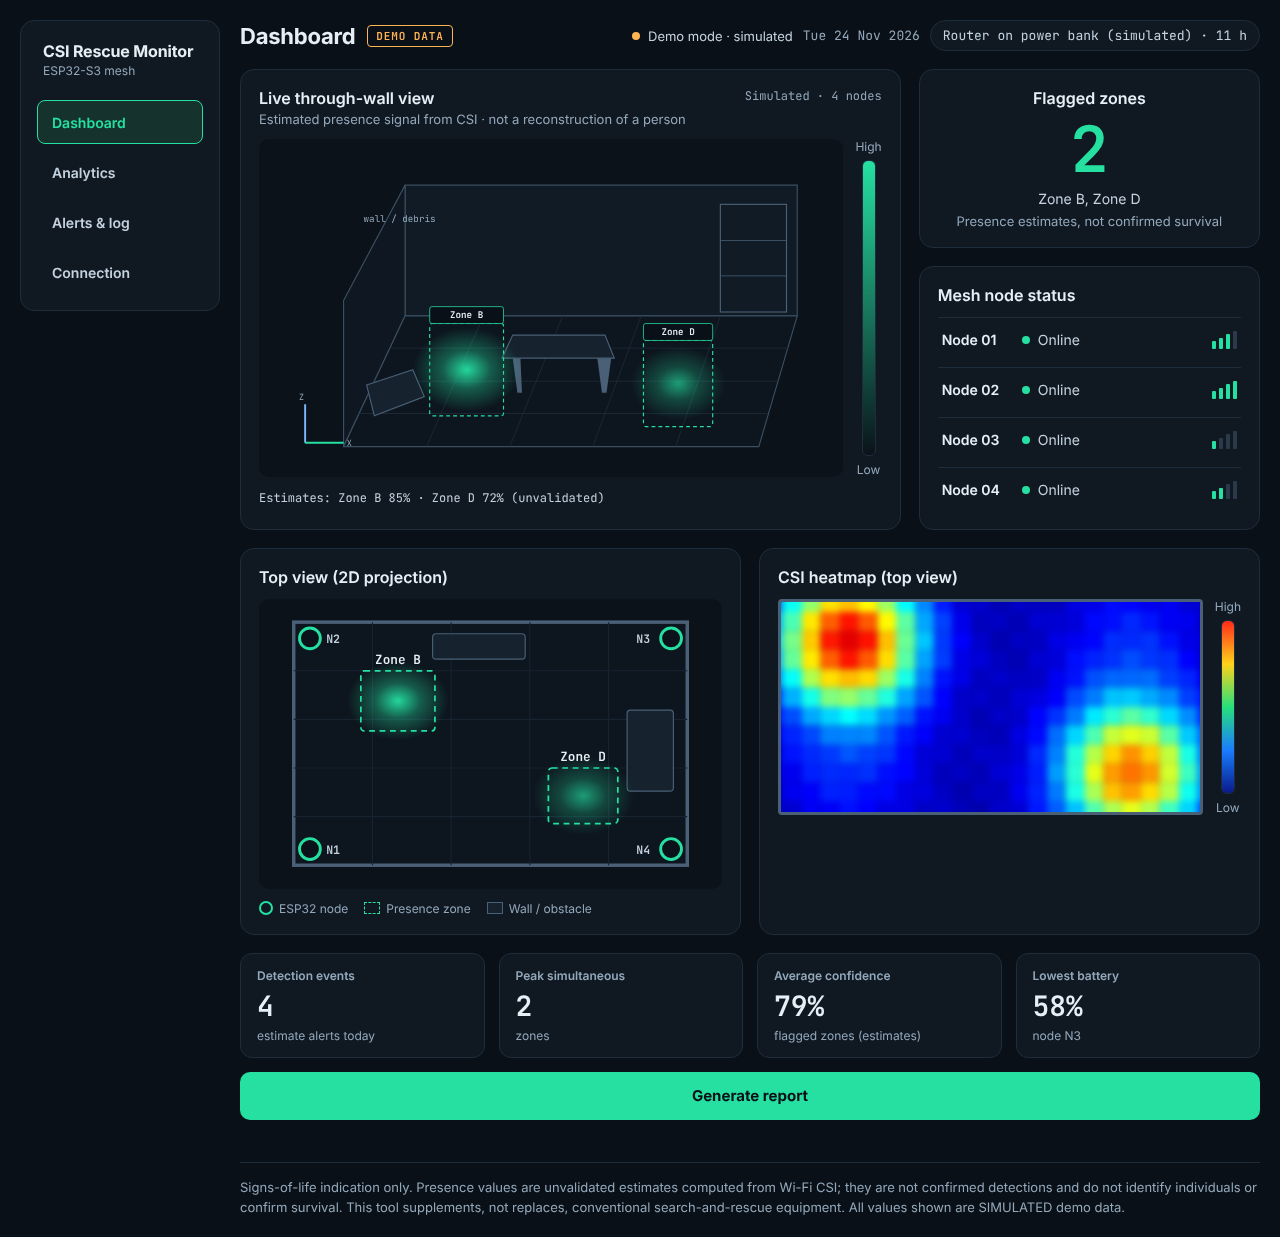 CSI Rescue Monitor
ESP32-S3 mesh
Dashboard
Analytics
Alerts & log
Connection
Dashboard
DEMO DATA
Demo mode · simulated
Tue 24 Nov 2026
Router on power bank (simulated) · 11 h
Live through-wall view
Simulated · 4 nodes
Estimated presence signal from CSI · not a reconstruction of a person
wall / debris
Zone B
Zone D
Z
X
High
Low
Estimates: Zone B 85% · Zone D 72% (unvalidated)
Flagged zones
2
Zone B, Zone D
Presence estimates, not confirmed survival
Mesh node status
Node 01 Online
Node 02 Online
Node 03 Online
Node 04 Online
Top view (2D projection)
N2
N3
Zone B
Zone D
N1
N4
ESP32 node
Presence zone
Wall / obstacle
CSI heatmap (top view)
High
Low
Detection events
4
estimate alerts today
Peak simultaneous
2
zones
Average confidence
79%
flagged zones (estimates)
Lowest battery
58%
node N3
Generate report
Signs-of-life indication only. Presence values are unvalidated estimates computed from Wi-Fi CSI; they are not confirmed detections and do not identify individuals or
confirm survival. This tool supplements, not replaces, conventional search-and-rescue equipment. All values shown are SIMULATED demo data.